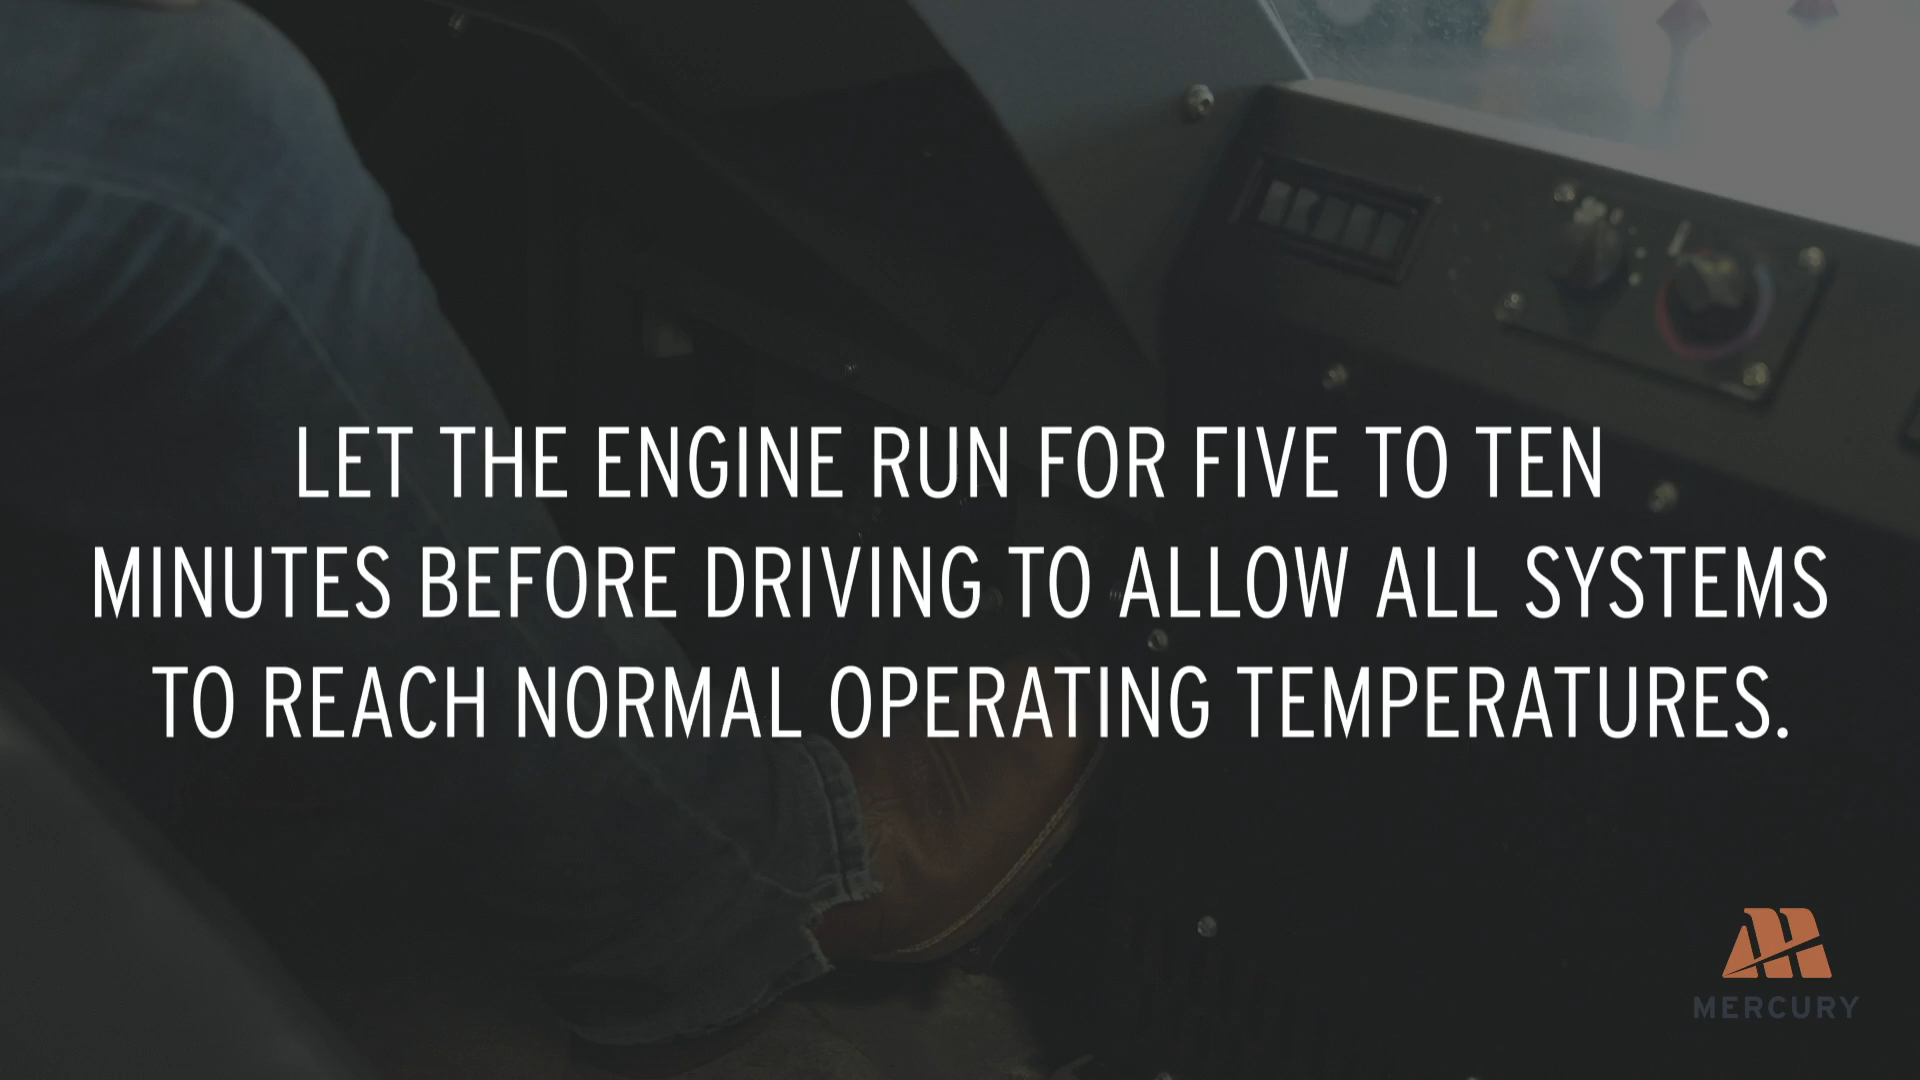 LET THE ENGINE RUN FOR FIVE TO TEN
MINUTES BEFORE DRIVING TO ALLOW ALL SYSTEMS
TO REACH NORMAL OPERATING TEMPERATURES.
MERCURY